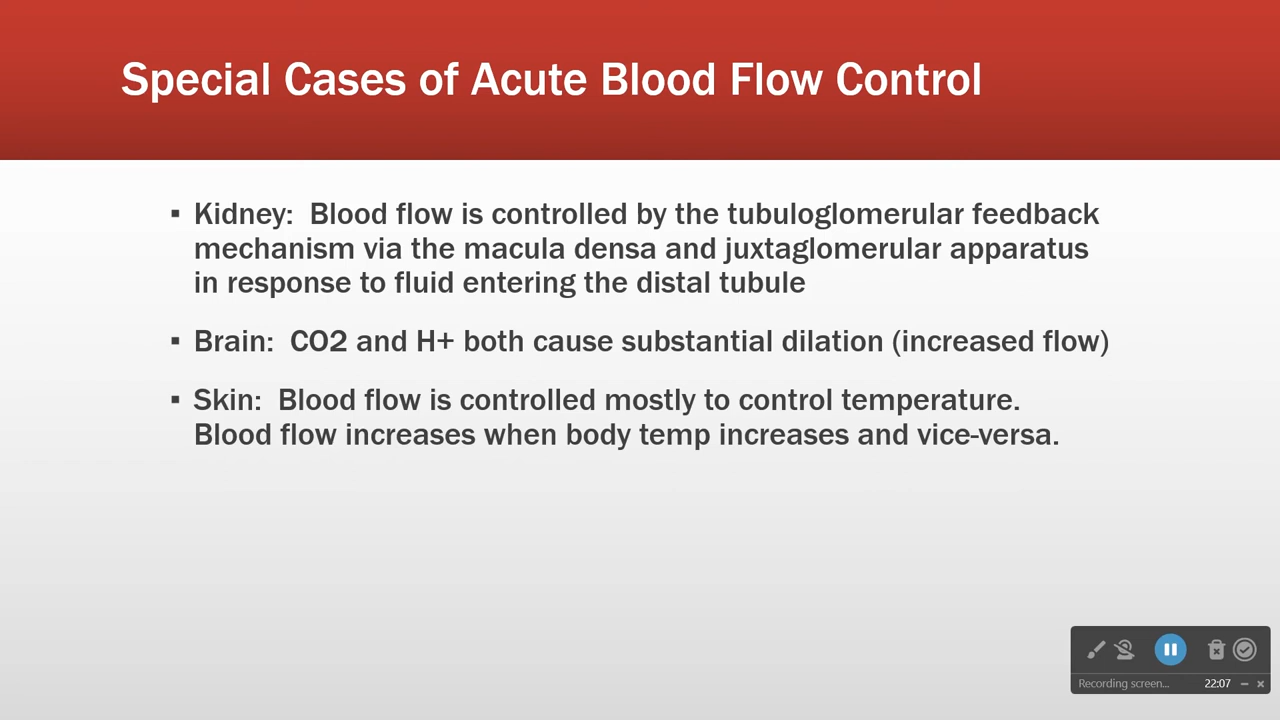 Special Cases of Acute Blood Flow Control
▪ Kidney:  Blood flow is controlled by the tubuloglomerular feedback
mechanism via the macula densa and juxtaglomerular apparatus
in response to fluid entering the distal tubule
▪ Brain:  CO2 and H+ both cause substantial dilation (increased flow)
▪ Skin:  Blood flow is controlled mostly to control temperature.
Blood flow increases when body temp increases and vice-versa.
Recording screen... 22:07